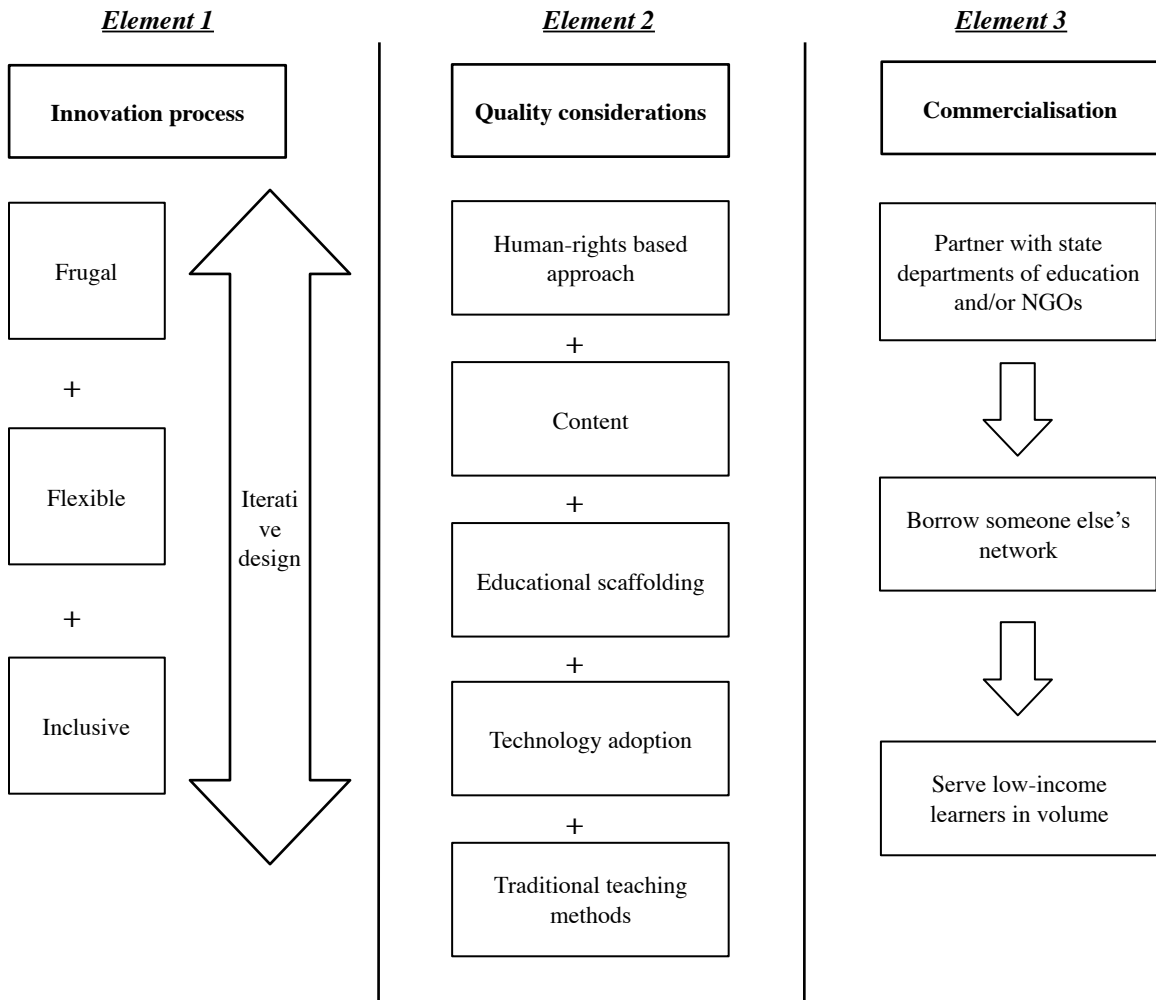 Element 1
Innovation process
Frugal
+
Flexible
+
Inclusive
Iterati
ve
design
Element 2
Quality considerations
Human-rights based
approach
+
Content
+
Educational scaffolding
+
Technology adoption
+
Traditional teaching
methods
Element 3
Commercialisation
Partner with state
departments of education
and/or NGOs
Borrow someone else’s
network
Serve low-income
learners in volume